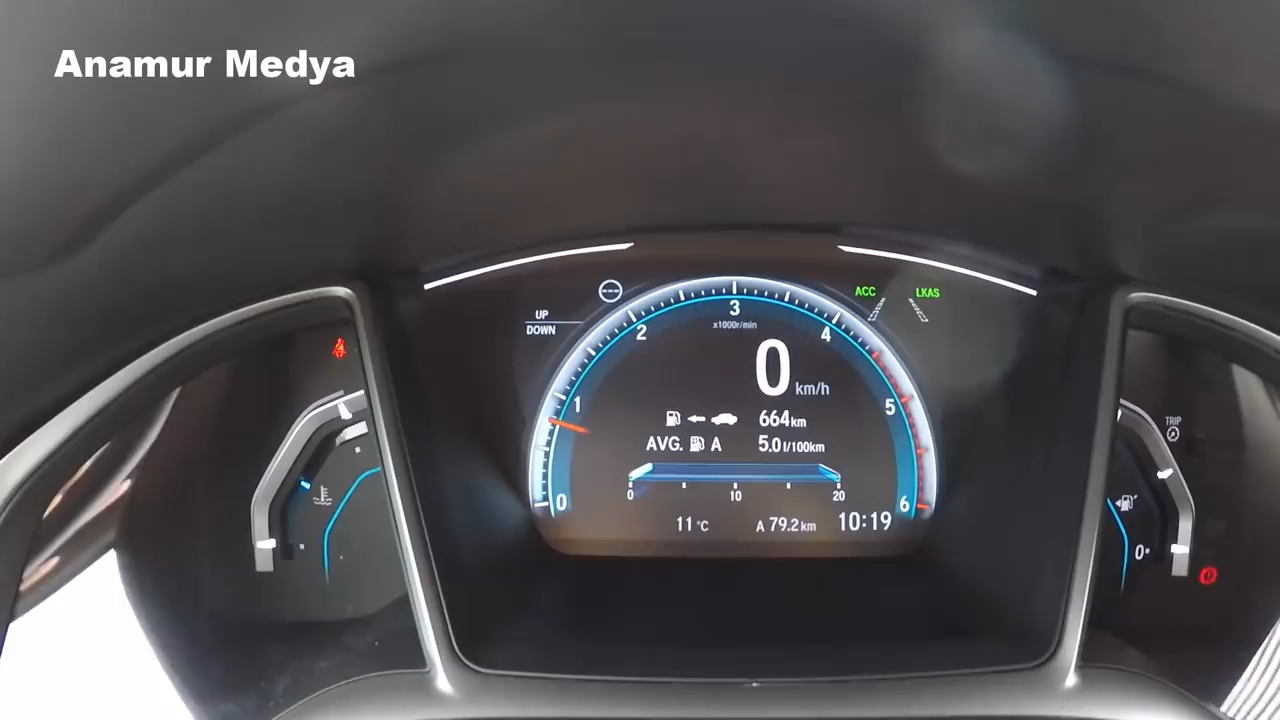 Anamur Medya
UP
DOWN
ACC
LKAS
0
1
2
3
4
5
6
x1000r/min
0 km/h
664km
AVG. A 5.0l/100km
0 10 20
11°C A 79.2km 10:19
TRIP
0